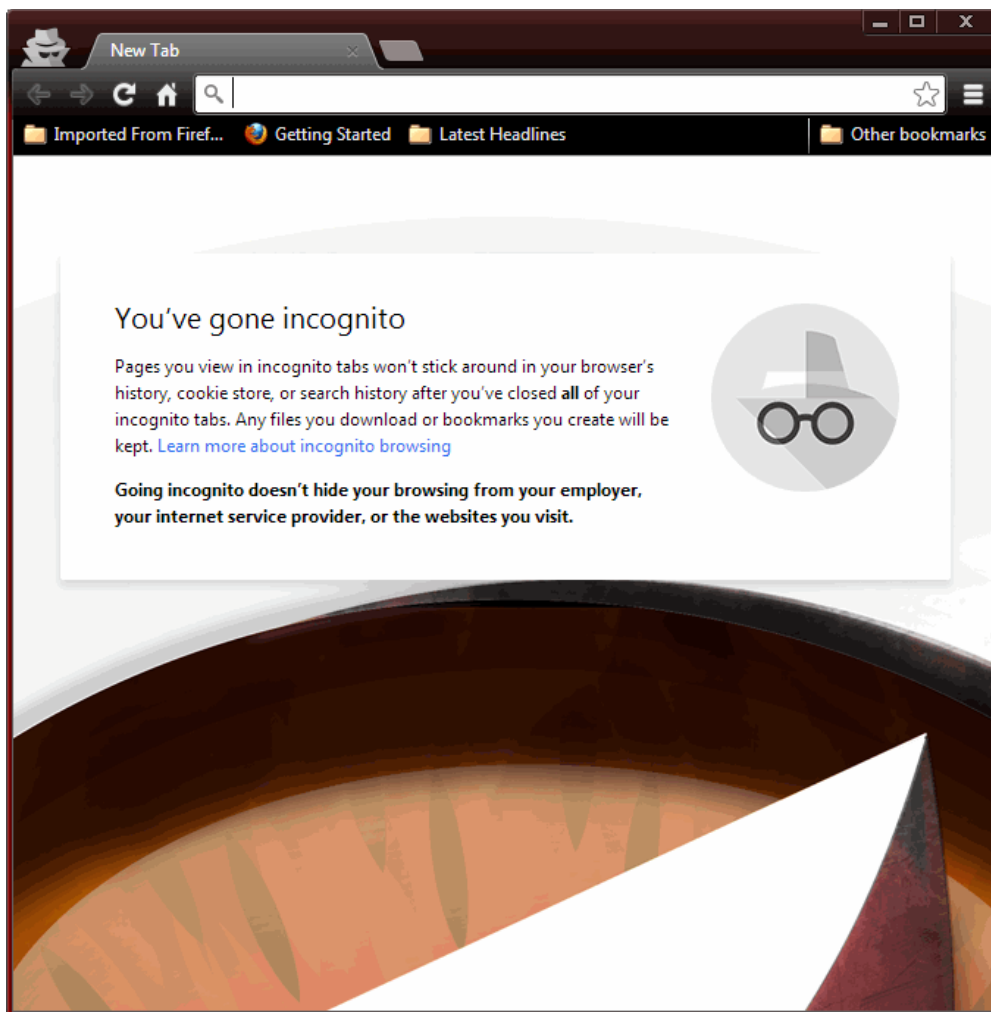 New Tab
Imported From Firef... Getting Started Latest Headlines Other bookmarks
You've gone incognito
Pages you view in incognito tabs won't stick around in your browser's
history, cookie store, or search history after you've closed all of your
incognito tabs. Any files you download or bookmarks you create will be
kept. Learn more about incognito browsing
Going incognito doesn't hide your browsing from your employer,
your internet service provider, or the websites you visit.